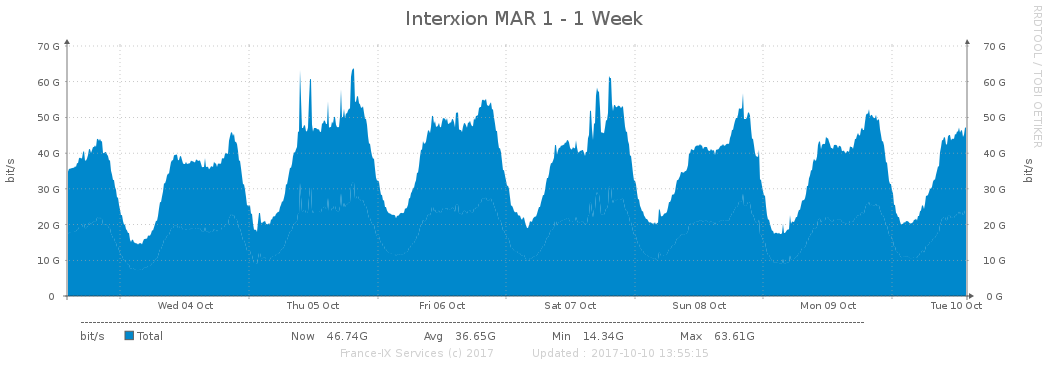 Interxion MAR 1 - 1 Week
RRDTOOL / TOBI OETIKER
bit/s
bit/s
70 G 70 G
60 G 60 G
50 G 50 G
40 G 40 G
30 G 30 G
20 G 20 G
10 G 10 G
0 0 G
Wed 04 Oct Thu 05 Oct Fri 06 Oct Sat 07 Oct Sun 08 Oct Mon 09 Oct Tue 10 Oct
bit/s Total Now 46.74G Avg 36.65G Min 14.34G Max 63.61G
France-IX Services (c) 2017 Updated : 2017-10-10 13:55:15